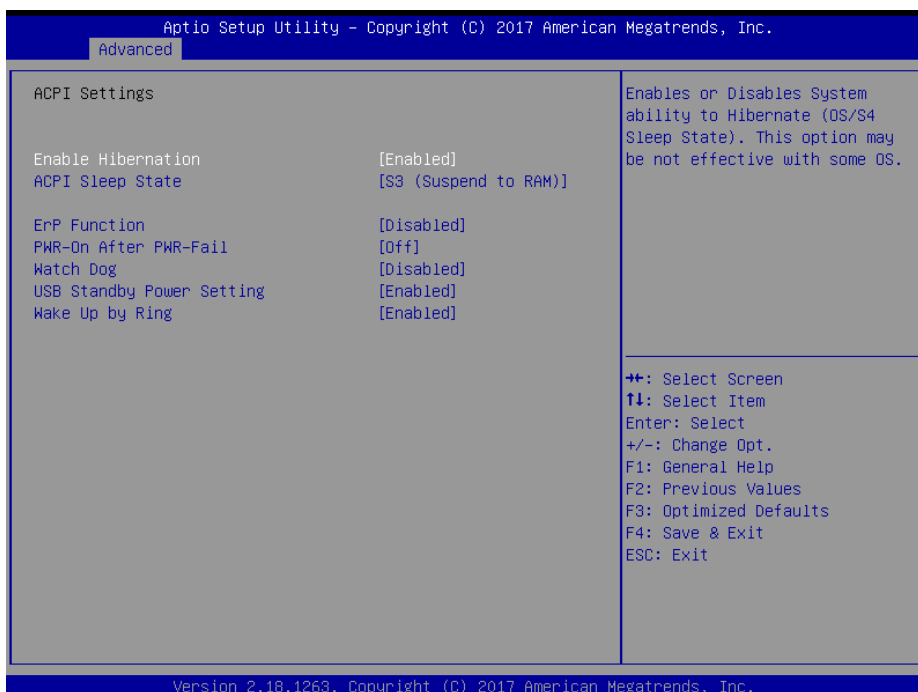 Aptio Setup Utility – Copyright (C) 2017 American Megatrends, Inc.
Advanced
ACPI Settings
Enable Hibernation [Enabled]
ACPI Sleep State [S3 (Suspend to RAM)]
ErP Function [Disabled]
PWR-On After PWR-Fail [Off]
Watch Dog [Disabled]
USB Standby Power Setting [Enabled]
Wake Up by Ring [Enabled]
Enables or Disables System
ability to Hibernate (OS/S4
Sleep State). This option may
be not effective with some OS.
→←: Select Screen
↑↓: Select Item
Enter: Select
+/-: Change Opt.
F1: General Help
F2: Previous Values
F3: Optimized Defaults
F4: Save & Exit
ESC: Exit
Version 2.18.1263. Copyright (C) 2017 American Megatrends, Inc.